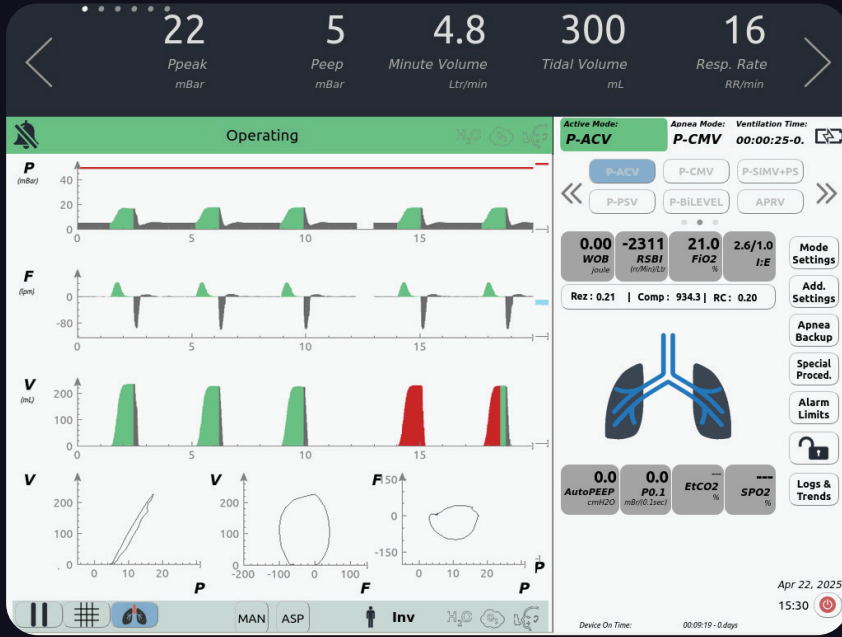 22 5 4.8 300 16
Ppeak Peep Minute Volume Tidal Volume Resp. Rate
mBar mBar Ltr/min mL RR/min
Operating
H₂O
Active Mode: Apnea Mode: Ventilation Time:
P-ACV P-CMV 00:00:25-0.
P-ACV P-CMV P-SIMV+PS
P-PSV P-BiLEVEL APRV
P
(mBar)
40
20
0
0 5 10 15
F
(lpm)
0
-80
0 5 10 15
V
(mL)
200
100
0
0 5 10 15
0.00 -2311 21.0 2.6/1.0
WOB RSBI FiO2 I:E
joule (rr/Min)/Ltr %
Rez : 0.21 | Comp : 934.3 | RC : 0.20
Mode
Settings
Add.
Settings
Apnea
Backup
Special
Proced.
Alarm
Limits
Logs &
Trends
0.0 0.0 --- ---
AutoPEEP P0.1 EtCO2 SPO2
cmH2O mBr/(0.1sec) % %
V
200
100
0
0 10 20
P
V
200
100
0
-200 -100 0 100
F
F
150
0
-150
0 10 20
P
P
MAN ASP Inv H₂O
Apr 22, 2025
15:30
Device On Time: 00:09:19 - 0.days